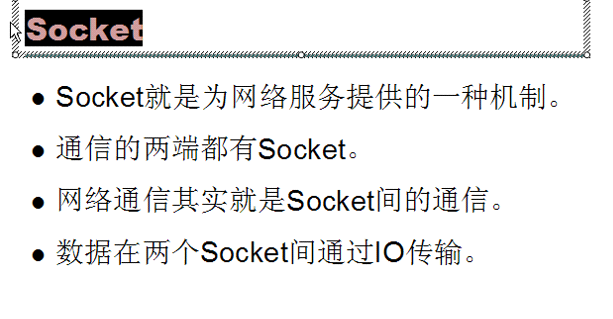 Socket
● Socket就是为网络服务提供的一种机制。
● 通信的两端都有Socket。
● 网络通信其实就是Socket间的通信。
● 数据在两个Socket间通过IO传输。